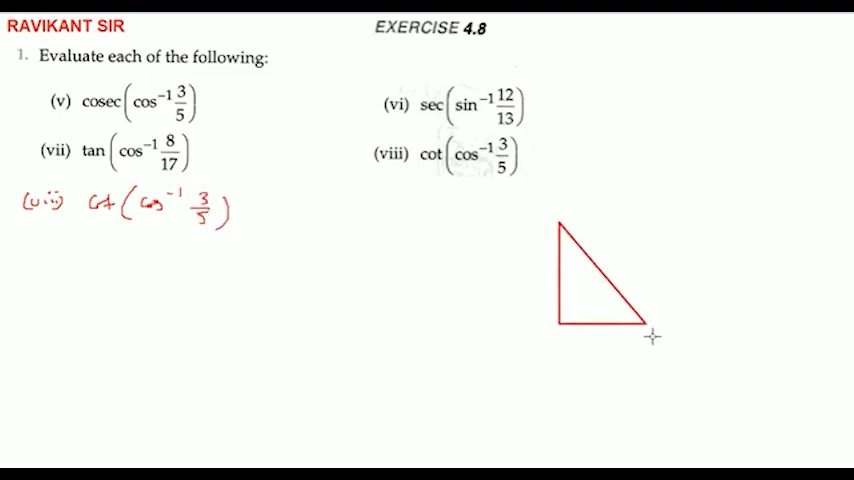 RAVIKANT SIR
EXERCISE 4.8
1. Evaluate each of the following:
(v) cosec(cos⁻¹ 3/5) (vi) sec(sin⁻¹ 12/13)
(vii) tan(cos⁻¹ 8/17) (viii) cot(cos⁻¹ 3/5)
(viii) cot(cos⁻¹ 3/5)